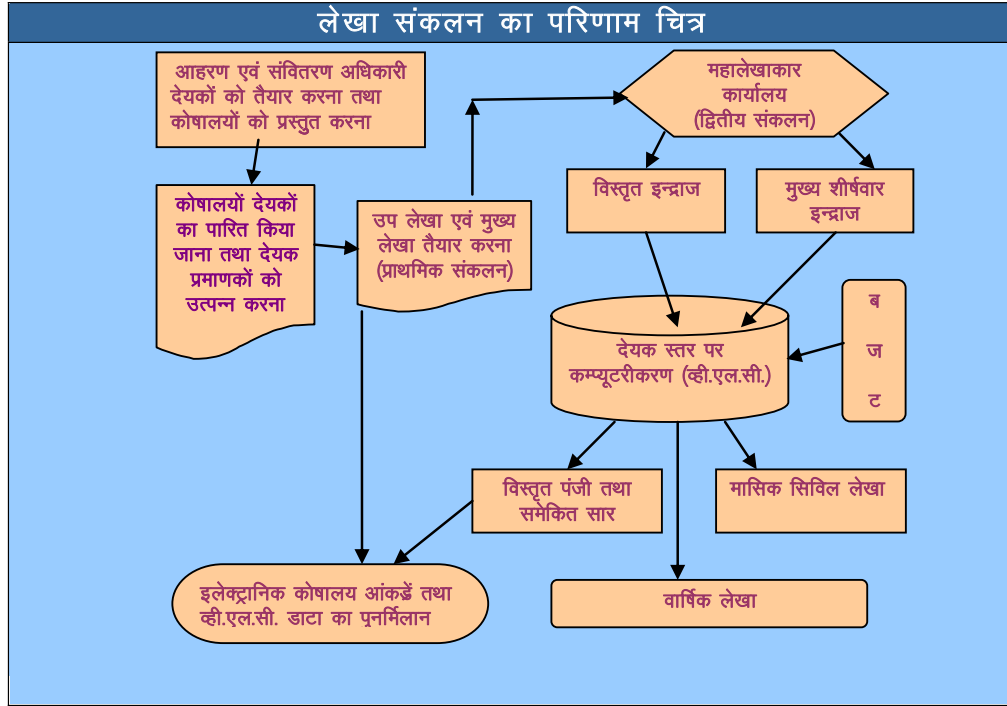 लेखा संकलन का परिणाम चित्र
आहरण एवं संवितरण अधिकारी
देयकों को तैयार करना तथा
कोषालयों को प्रस्तुत करना
महालेखाकार
कार्यालय
(द्वितीय संकलन)
कोषालयों देयकों
का पारित किया
जाना तथा देयक
प्रमाणकों को
उत्पन्न करना
उप लेखा एवं मुख्य
लेखा तैयार करना
(प्राथमिक संकलन)
विस्तृत इन्द्राज
मुख्य शीर्षवार
इन्द्राज
देयक स्तर पर
कम्प्यूटरीकरण (व्ही.एल.सी.)
ब
ज
ट
विस्तृत पंजी तथा
समेकित सार
मासिक सिविल लेखा
इलेक्ट्रानिक कोषालय आंकड़ें तथा
व्ही.एल.सी. डाटा का पुनर्मिलान
वार्षिक लेखा